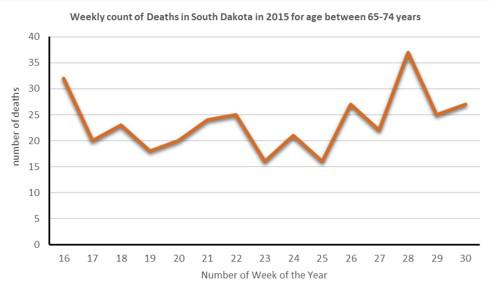 Weekly count of Deaths in South Dakota in 2015 for age between 65-74 years
number of deaths
40
35
30
25
20
15
10
5
0
16 17 18 19 20 21 22 23 24 25 26 27 28 29 30
Number of Week of the Year